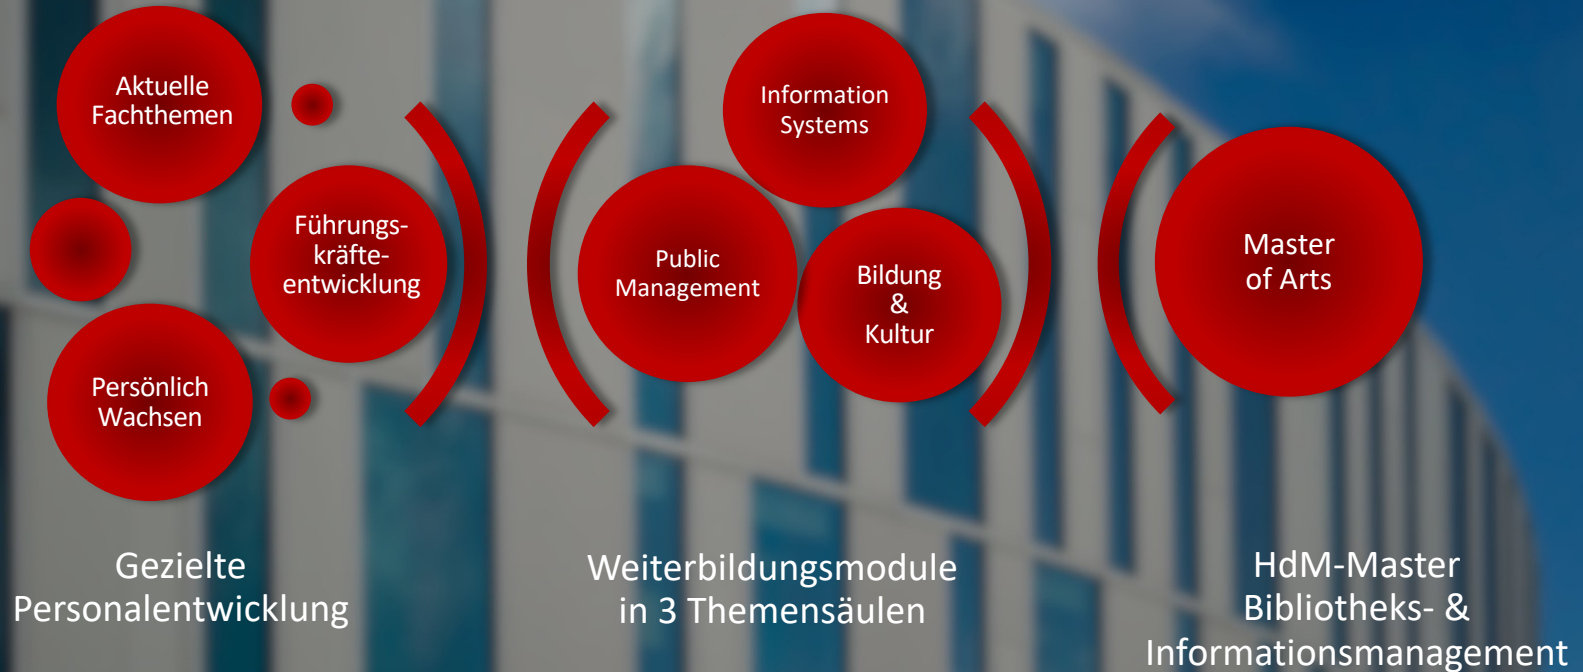 Aktuelle
Fachthemen
Führungs-
kräfte-
entwicklung
Persönlich
Wachsen
Gezielte
Personalentwicklung
Information
Systems
Public
Management
Bildung
&
Kultur
Weiterbildungsmodule
in 3 Themensäulen
Master
of Arts
HdM-Master
Bibliotheks- &
Informationsmanagement